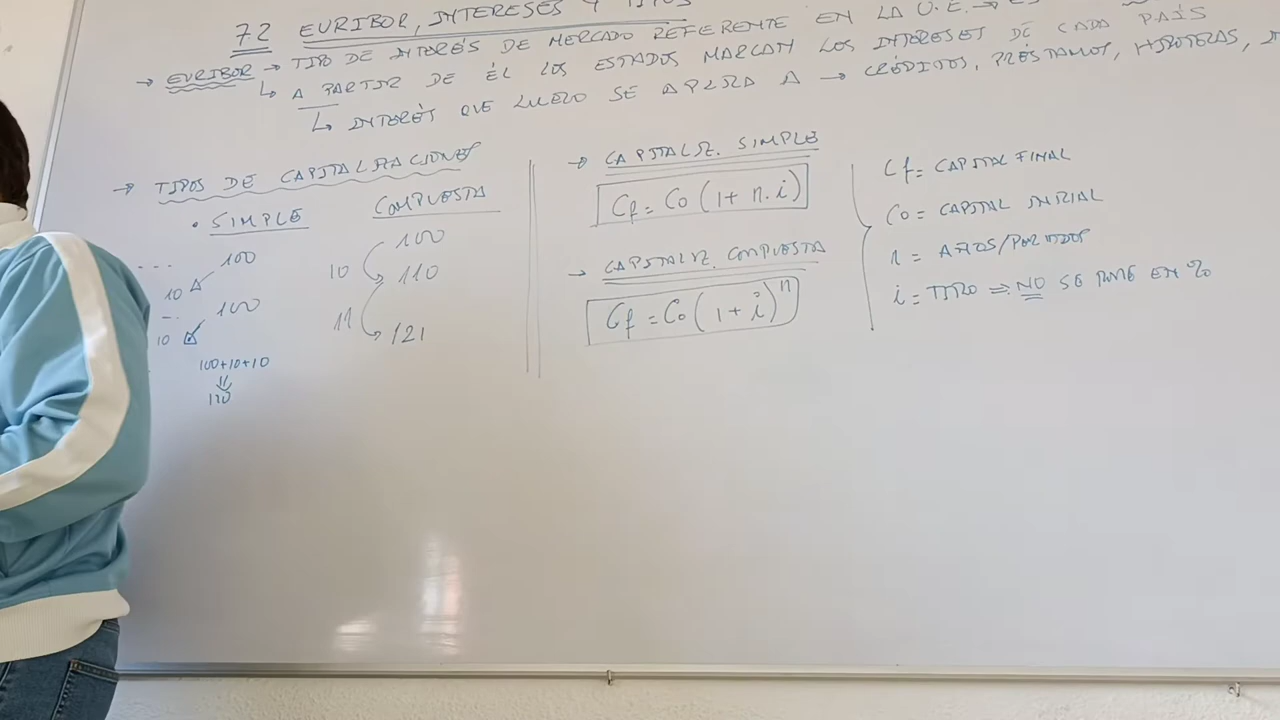 7.2 EURIBOR, INTERESES Y
→ EURIBOR → TIPO DE INTERÉS DE MERCADO REFERENTE EN LA U.E. →
↳ A PARTIR DE ÉL LOS ESTADOS MARCAN LOS INTERESES DE CADA PAÍS
↳ INTERÉS QUE LUEGO SE APLICA A → CRÉDITOS, PRÉSTAMOS, HIPOTECAS,
→ TIPOS DE CAPITALIZACIONES
• SIMPLE
100
10
100
10
100+10+10
120
COMPUESTA
100
10
110
11
121
→ CAPITALIZ. SIMPLE
Cf = Co (1 + n.i)
→ CAPITALIZ. COMPUESTA
Cf = Co (1 + i)ⁿ
Cf = CAPITAL FINAL
Co = CAPITAL INICIAL
n = AÑOS/PERIODOS
i = TIPO ⇒ NO SE PONE EN %